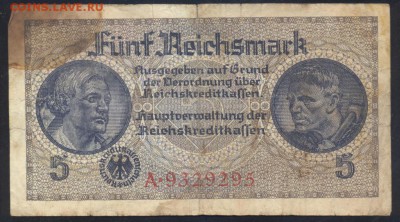 COINS.LAVE.RU
Fünf Reichsmark
Ausgegeben auf Grund
der Verordnung über
Reichskreditkassen
Hauptverwaltung der
Reichskreditkassen
5 5
A·9329295